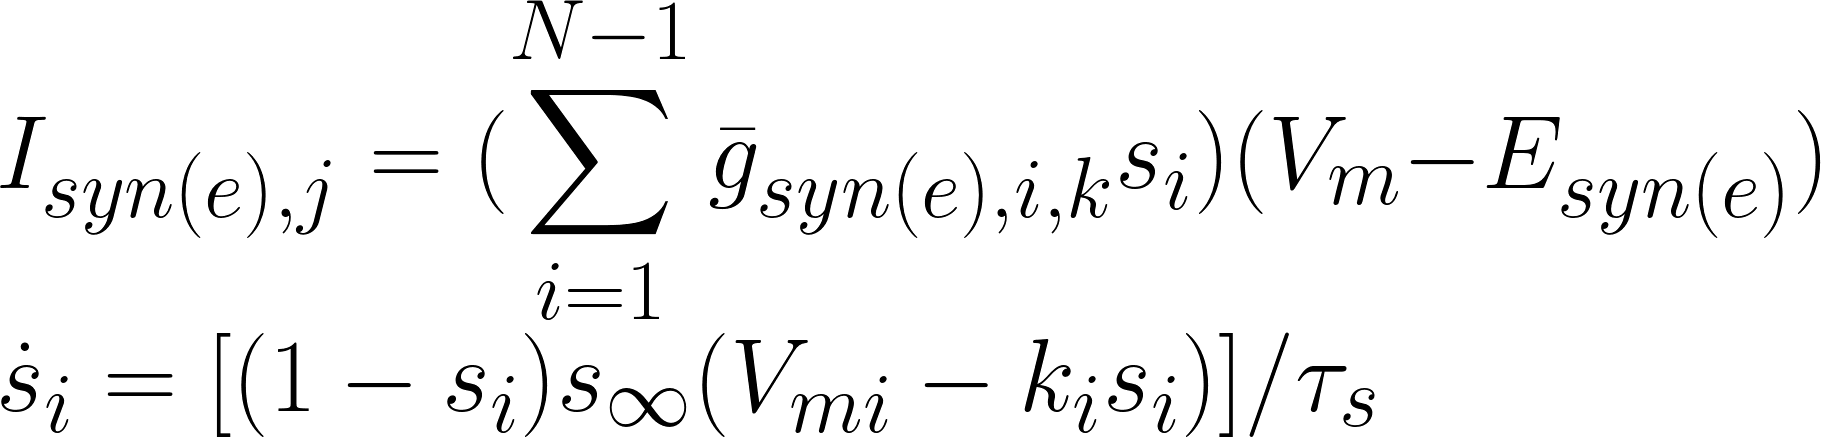 I_{syn(e),j} = (\sum_{i=1}^{N-1} \bar{g}_{syn(e),i,k} s_i)(V_m - E_{syn(e)})
\dot{s}_i = [(1 - s_i) s_\infty (V_{mi} - k_i s_i)]/\tau_s